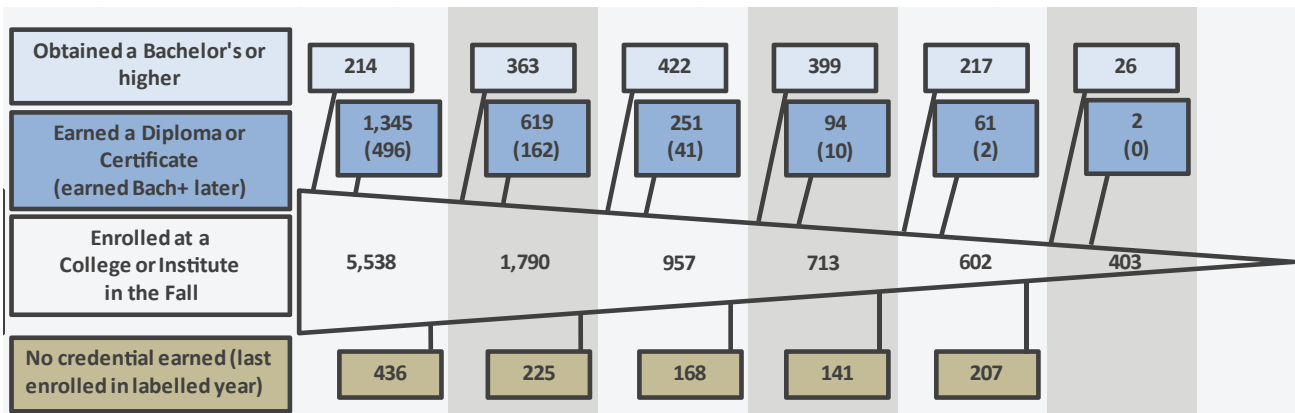 Obtained a Bachelor's or
higher
214
363
422
399
217
26
Earned a Diploma or
Certificate
(earned Bach+ later)
1,345
(496)
619
(162)
251
(41)
94
(10)
61
(2)
2
(0)
Enrolled at a
College or Institute
in the Fall
5,538
1,790
957
713
602
403
No credential earned (last
enrolled in labelled year)
436
225
168
141
207